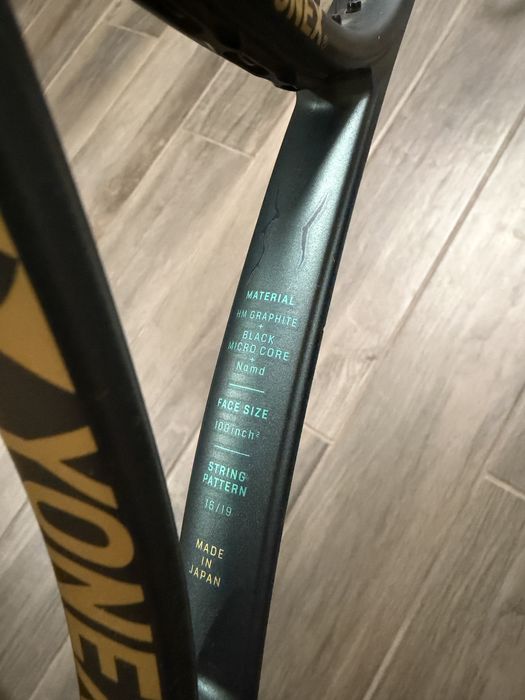 YONEX
MATERIAL
HM GRAPHITE
+
BLACK
MICRO CORE
+
Namd
FACE SIZE
100inch²
STRING
PATTERN
16/19
MADE
IN
JAPAN
YONEX